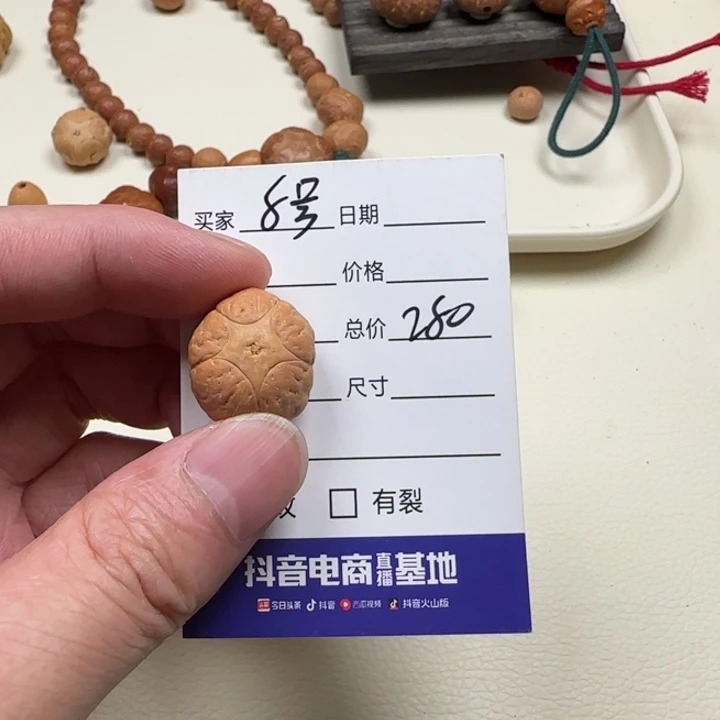 买家 8号 日期
价格
总价 280
尺寸
有裂
抖音电商直播基地
今日头条 抖音 西瓜视频 抖音火山版